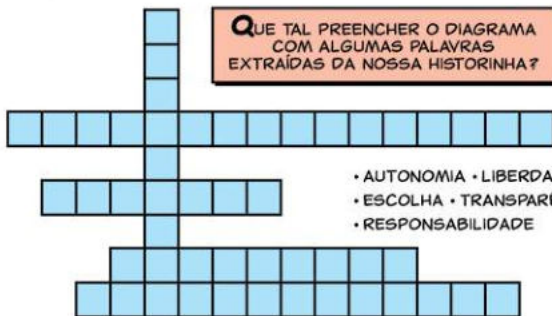 QUE TAL PREENCHER O DIAGRAMA
COM ALGUMAS PALAVRAS
EXTRAÍDAS DA NOSSA HISTORINHA?
• AUTONOMIA • LIBERDA
• ESCOLHA • TRANSPARÊ
• RESPONSABILIDADE